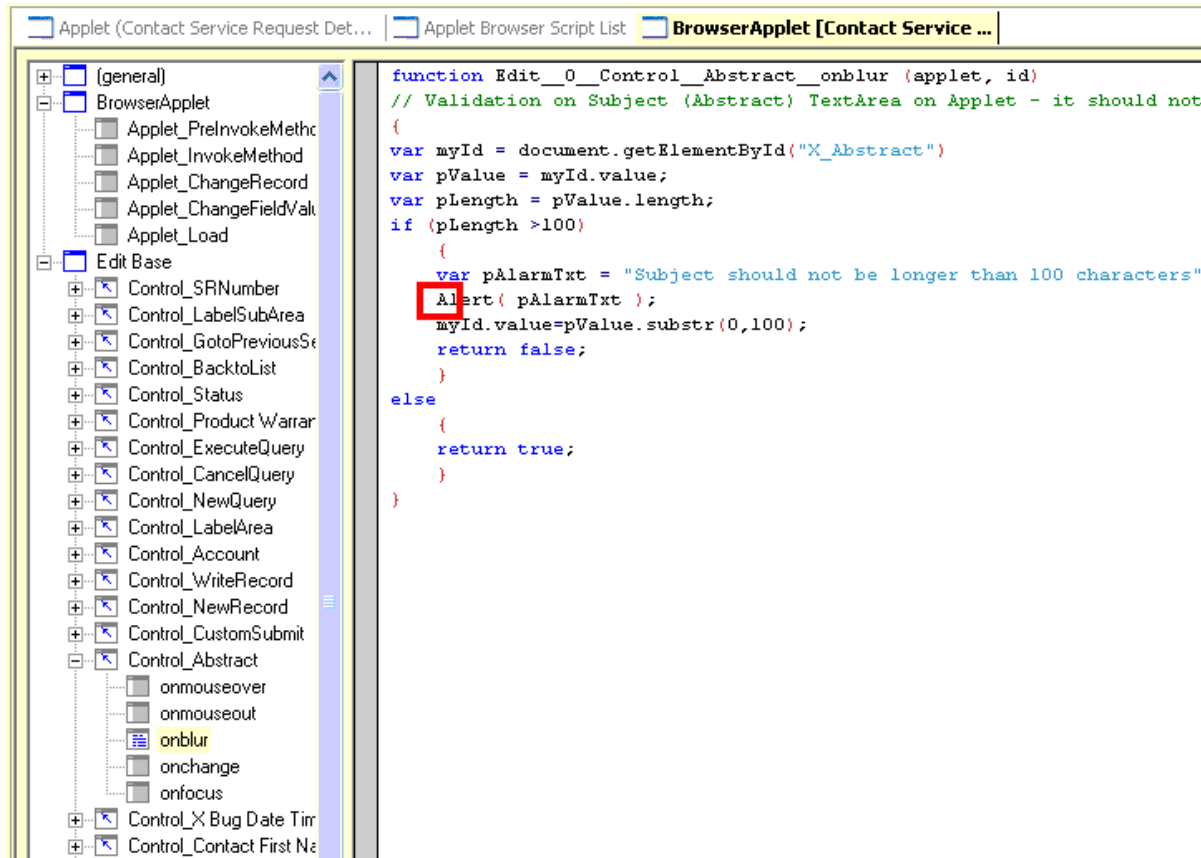 Applet (Contact Service Request Det... Applet Browser Script List BrowserApplet [Contact Service ...
(general)
BrowserApplet
Applet_PreInvokeMethc
Applet_InvokeMethod
Applet_ChangeRecord
Applet_ChangeFieldValu
Applet_Load
Edit Base
Control_SRNumber
Control_LabelSubArea
Control_GotoPreviousSe
Control_BacktoList
Control_Status
Control_Product Warrar
Control_ExecuteQuery
Control_CancelQuery
Control_NewQuery
Control_LabelArea
Control_Account
Control_WriteRecord
Control_NewRecord
Control_CustomSubmit
Control_Abstract
onmouseover
onmouseout
onblur
onchange
onfocus
Control_X Bug Date Tim
Control_Contact First Na
function Edit__0__Control__Abstract__onblur (applet, id)
// Validation on Subject (Abstract) TextArea on Applet - it should not
{
var myId = document.getElementById("X_Abstract")
var pValue = myId.value;
var pLength = pValue.length;
if (pLength >100)
{
var pAlarmTxt = "Subject should not be longer than 100 characters"
Alert( pAlarmTxt );
myId.value=pValue.substr(0,100);
return false;
}
else
{
return true;
}
}